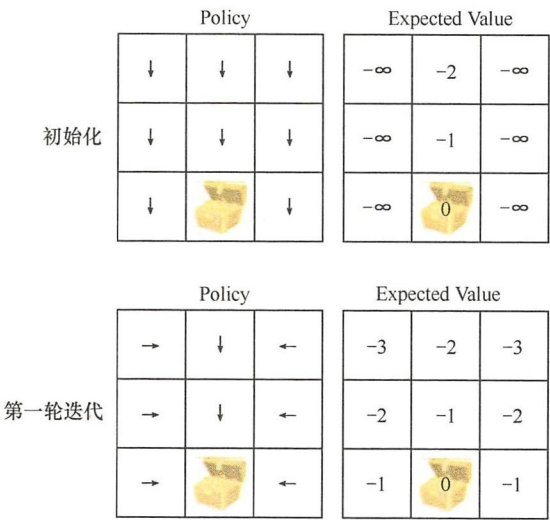 Policy Expected Value
↓ ↓ ↓ -∞ -2 -∞
初始化 ↓ ↓ ↓ -∞ -1 -∞
↓ ↓ -∞ 0 -∞
Policy Expected Value
→ ↓ ← -3 -2 -3
第一轮迭代 → ↓ ← -2 -1 -2
→ ← -1 0 -1